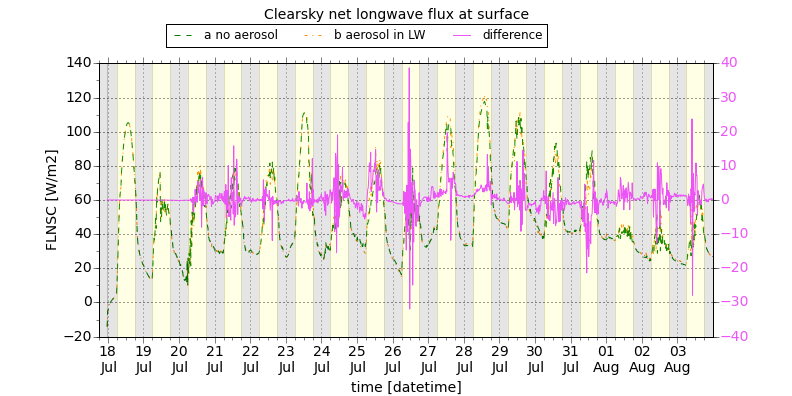 Clearsky net longwave flux at surface
a no aerosol b aerosol in LW difference
140 120 100 80 60 40 20 0 −20
FLNSC [W/m2]
40 30 20 10 0 −10 −20 −30 −40
18 19 20 21 22 23 24 25 26 27 28 29 30 31 01 02 03
Jul Jul Jul Jul Jul Jul Jul Jul Jul Jul Jul Jul Jul Jul Aug Aug Aug
time [datetime]